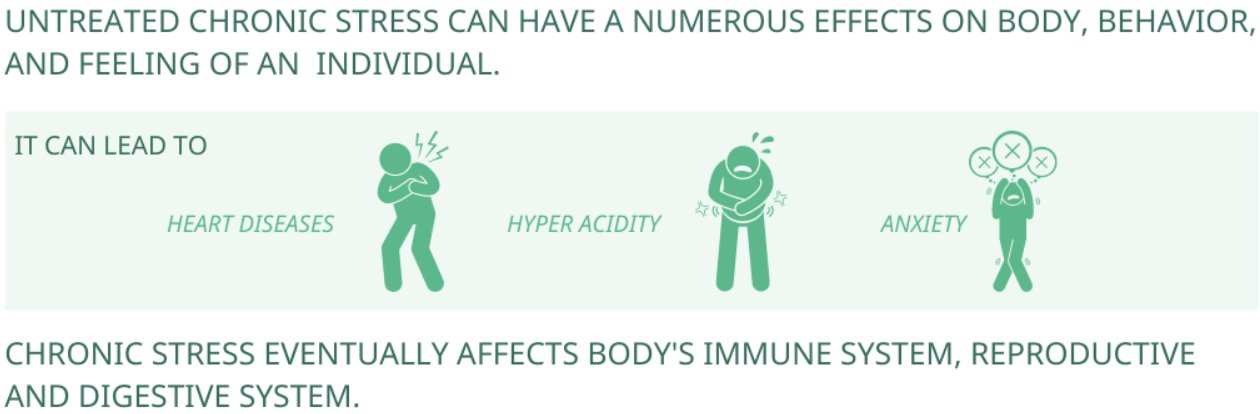 UNTREATED CHRONIC STRESS CAN HAVE A NUMEROUS EFFECTS ON BODY, BEHAVIOR,
AND FEELING OF AN INDIVIDUAL.
IT CAN LEAD TO
HEART DISEASES
HYPER ACIDITY
ANXIETY
CHRONIC STRESS EVENTUALLY AFFECTS BODY'S IMMUNE SYSTEM, REPRODUCTIVE
AND DIGESTIVE SYSTEM.